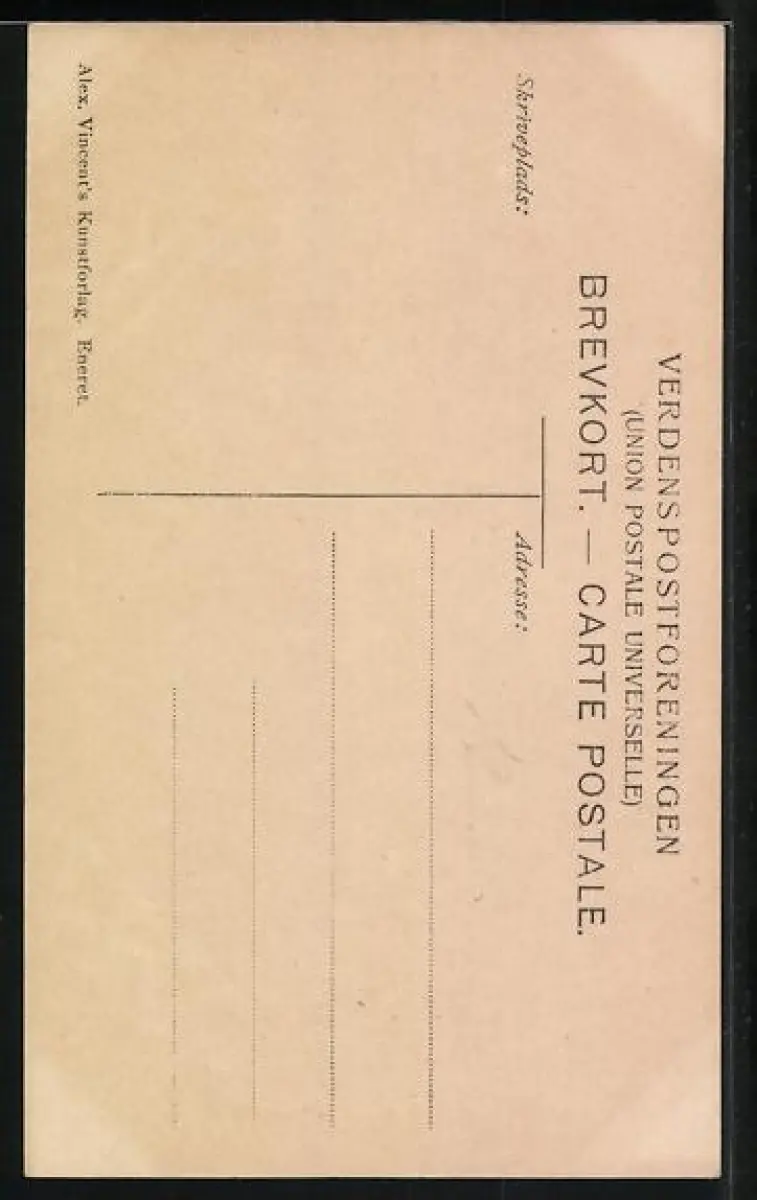 VERDENSPOSTFORENINGEN
(UNION POSTALE UNIVERSELLE)
BREVKORT. — CARTE POSTALE.
Skriveplads:
Adresse:
Alex. Vincent's Kunstforlag. Eneret.